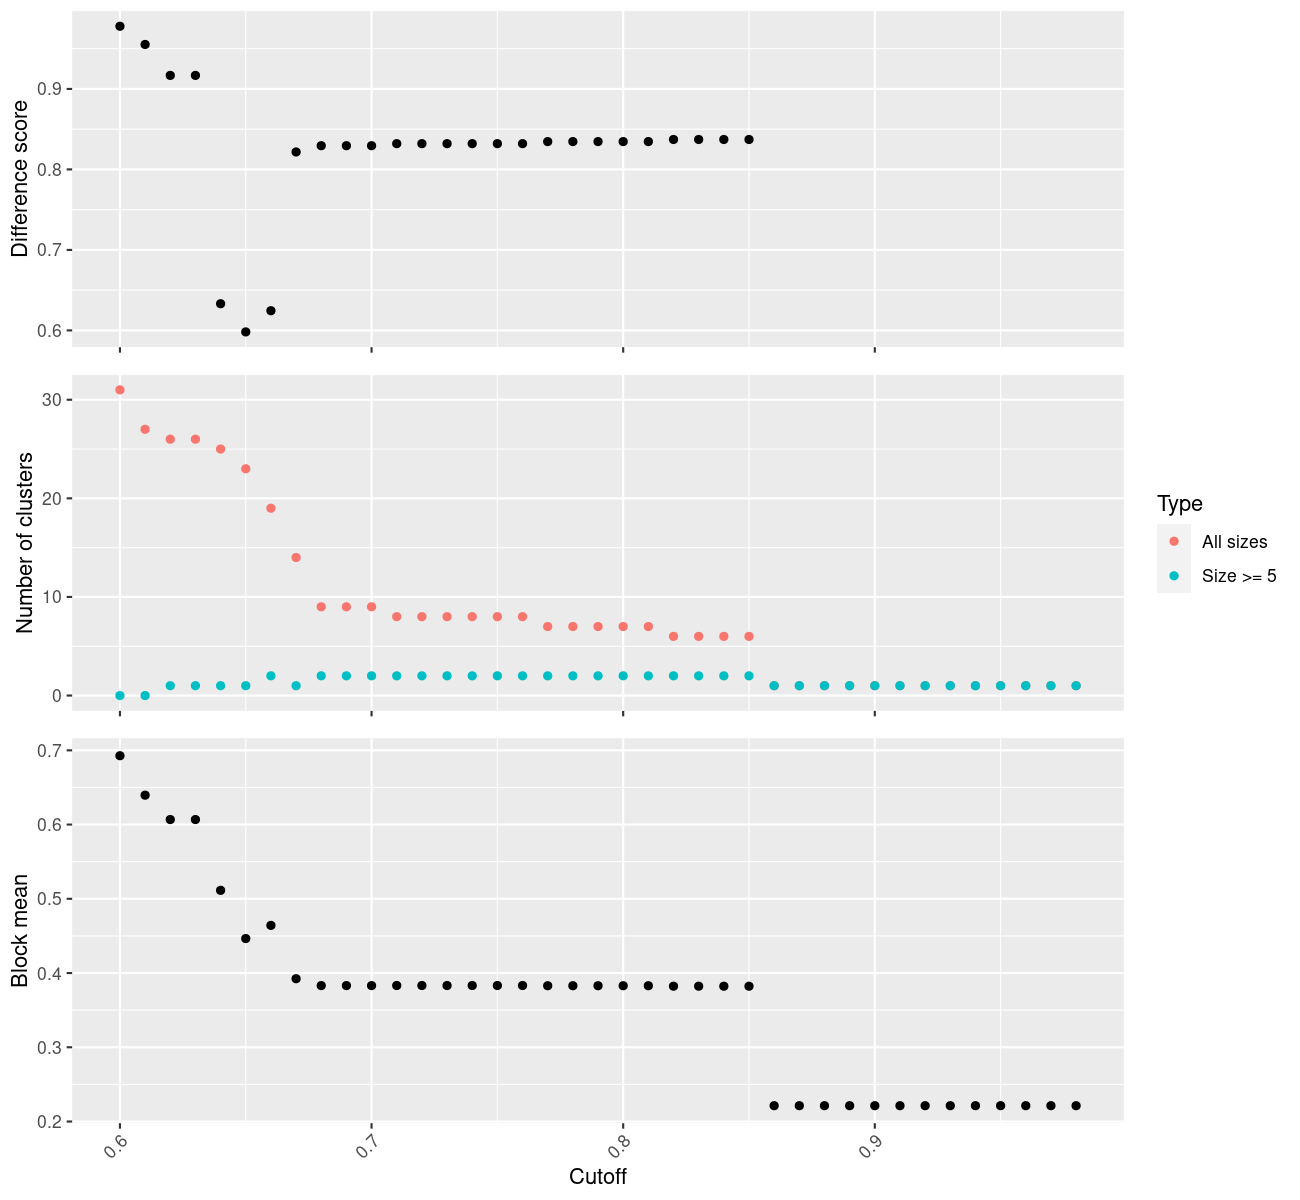 Difference score
0.9
0.8
0.7
0.6
Number of clusters
30
20
10
0
Type
All sizes
Size >= 5
Block mean
0.7
0.6
0.5
0.4
0.3
0.2
0.6
0.7
0.8
0.9
Cutoff